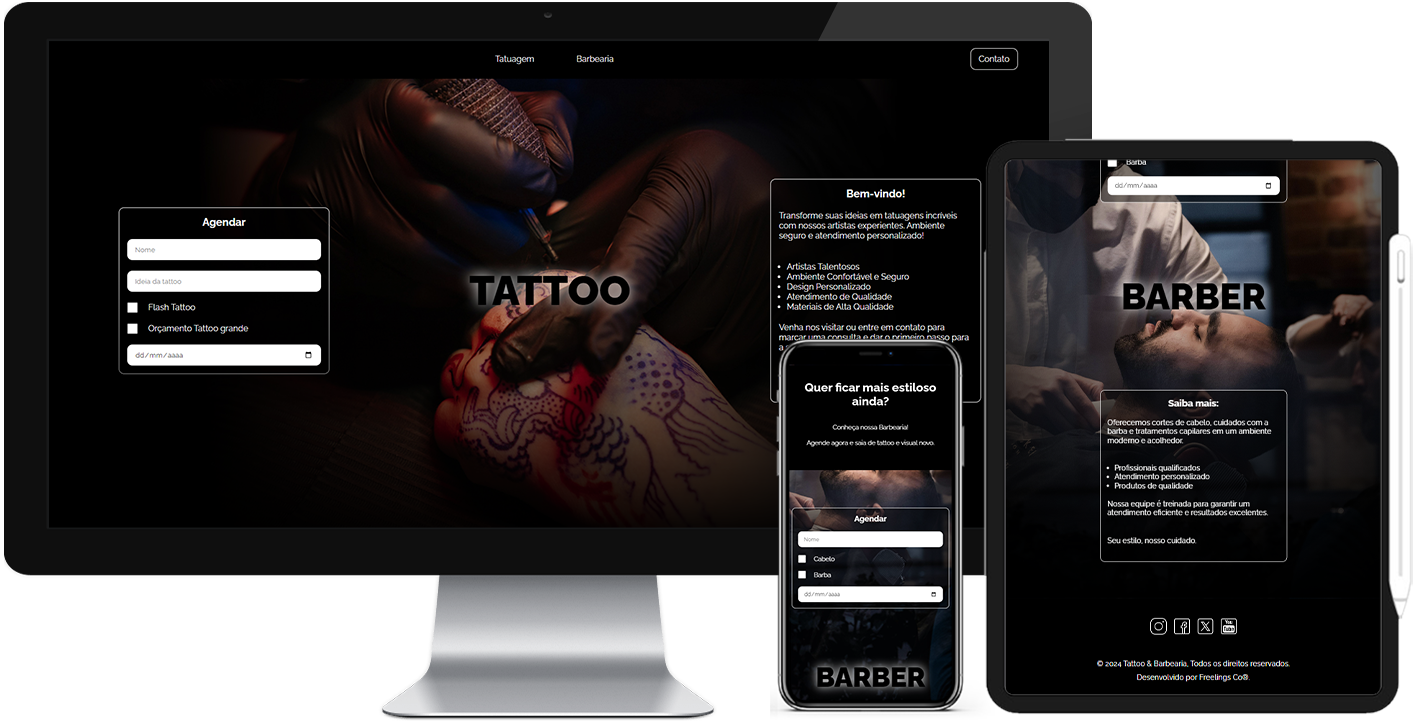 Tatuagem
Barbearia
Contato
Agendar
Nome
Ideia da tattoo
Flash Tattoo
Orçamento Tattoo grande
dd/mm/aaaa
TATTOO
Bem-vindo!
Transforme suas ideias em tatuagens incríveis
com nossos artistas experientes. Ambiente
seguro e atendimento personalizado!
• Artistas Talentosos
• Ambiente Confortável e Seguro
• Design Personalizado
• Atendimento de Qualidade
• Materiais de Alta Qualidade
Venha nos visitar ou entre em contato para
marcar uma consulta e dar o primeiro passo para
a
Quer ficar mais estiloso
ainda?
Conheça nossa Barbearia!
Agende agora e saia de tattoo e visual novo.
Agendar
Nome
Cabelo
Barba
dd/mm/aaaa
BARBER
Barba
dd/mm/aaaa
BARBER
Saiba mais:
Oferecemos cortes de cabelo, cuidados com a
barba e tratamentos capilares em um ambiente
moderno e acolhedor.
• Profissionais qualificados
• Atendimento personalizado
• Produtos de qualidade
Nossa equipe é treinada para garantir um
atendimento eficiente e resultados excelentes.
Seu estilo, nosso cuidado.
You
Tube
© 2024 Tattoo & Barbearia, Todos os direitos reservados.
Desenvolvido por Freelings Co®.